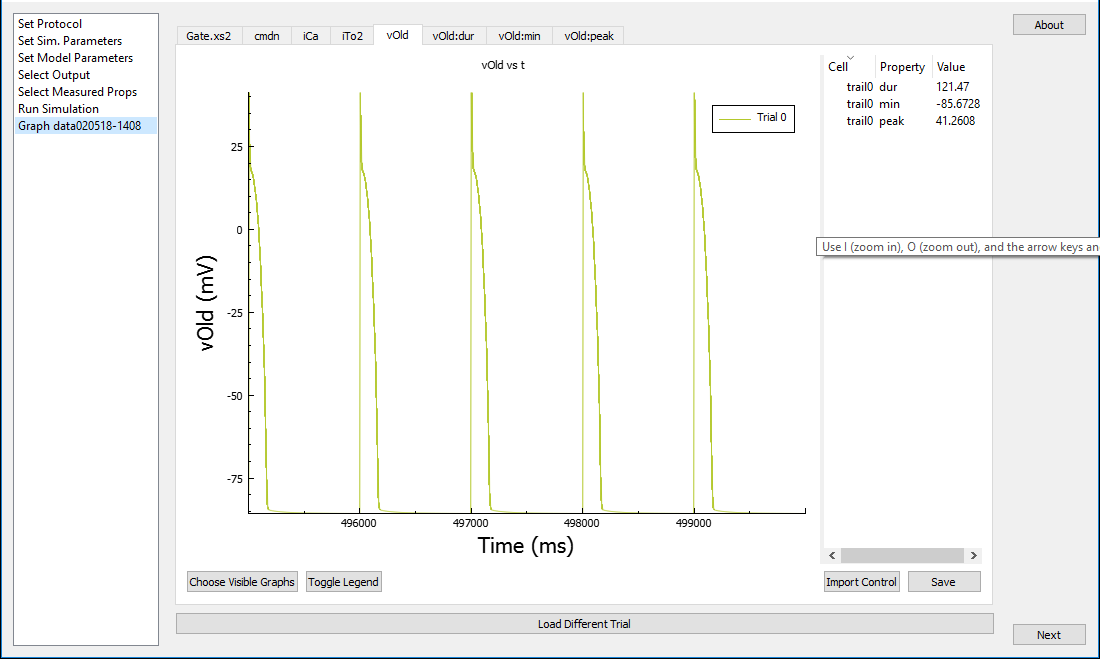 Set Protocol
Set Sim. Parameters
Set Model Parameters
Select Output
Select Measured Props
Run Simulation
Graph data020518-1408
Gate.xs2 cmdn iCa iTo2 vOld vOld:dur vOld:min vOld:peak
vOld vs t
Trial 0
25
0
-25
-50
-75
vOld (mV)
496000 497000 498000 499000
Time (ms)
Choose Visible Graphs Toggle Legend
Cell Property Value
trail0 dur 121.47
trail0 min -85.6728
trail0 peak 41.2608
Use I (zoom in), O (zoom out), and the arrow keys an
Import Control Save
Load Different Trial
About
Next